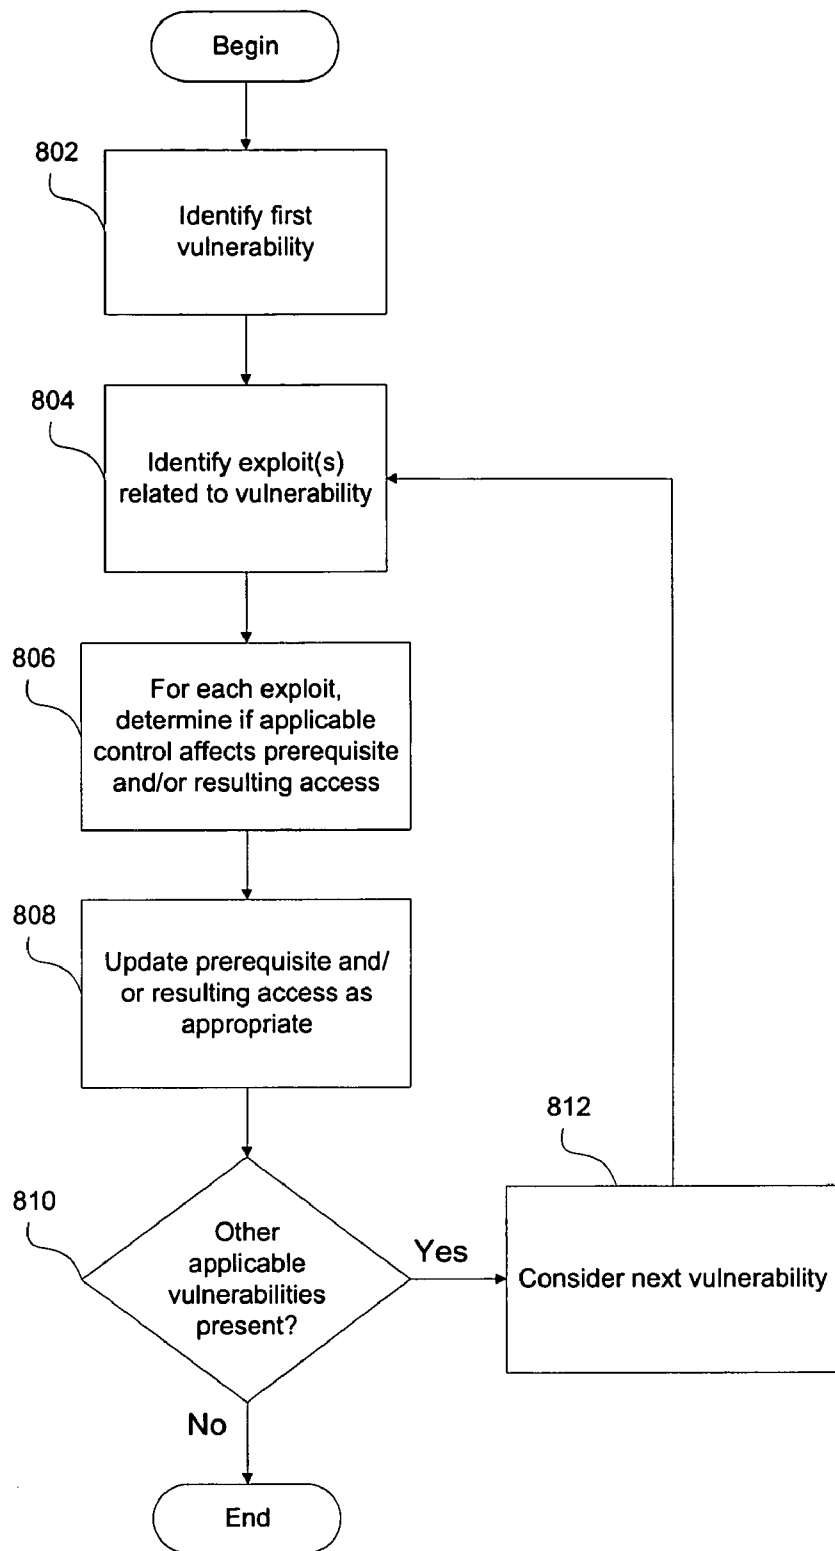 Begin
802
Identify first
vulnerability
804
Identify exploit(s)
related to vulnerability
806
For each exploit,
determine if applicable
control affects prerequisite
and/or resulting access
808
Update prerequisite and/
or resulting access as
appropriate
812
810
Other
applicable
vulnerabilities
present?
Yes
Consider next vulnerability
No
End